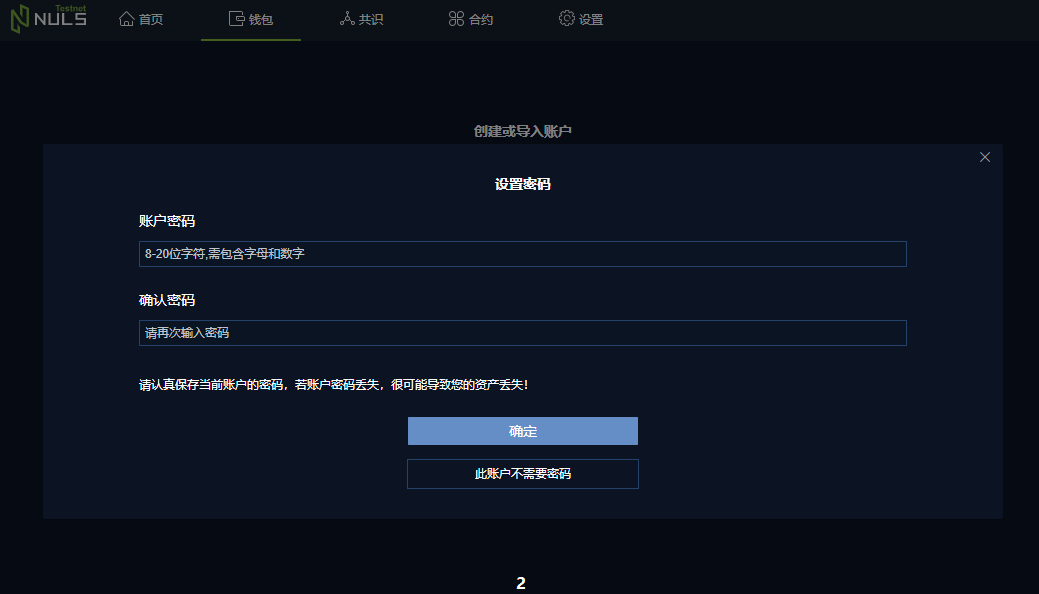 Testnet
NULS
首页
钱包
共识
合约
设置
创建或导入账户
设置密码
账户密码
8-20位字符,需包含字母和数字
确认密码
请再次输入密码
请认真保存当前账户的密码，若账户密码丢失，很可能导致您的资产丢失！
确定
此账户不需要密码
2